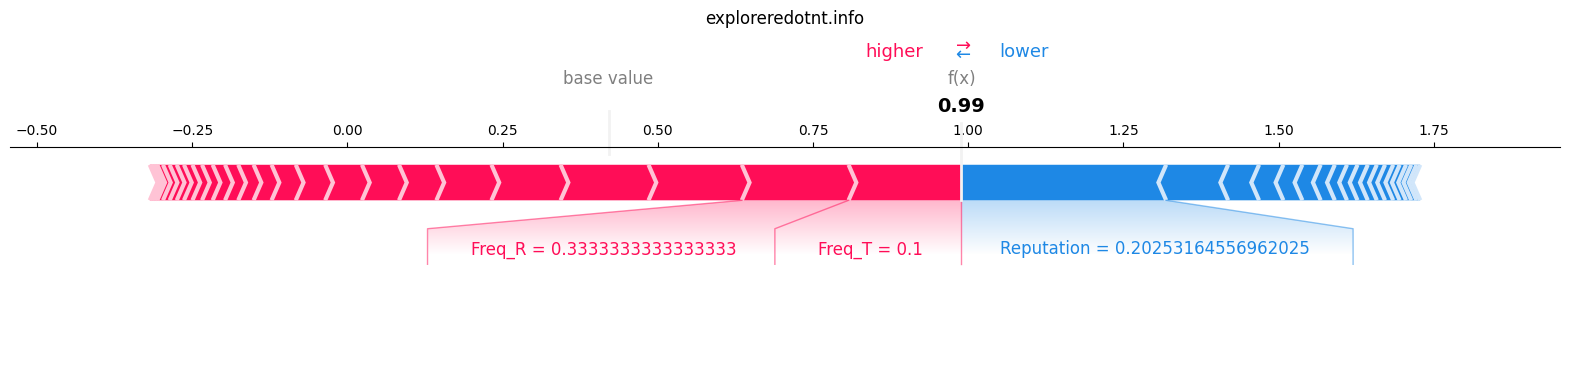 exploreredotnt.info
higher → ← lower
base value f(x)
0.99
−0.50 −0.25 0.00 0.25 0.50 0.75 1.00 1.25 1.50 1.75
Freq_R = 0.3333333333333333 Freq_T = 0.1 Reputation = 0.20253164556962025